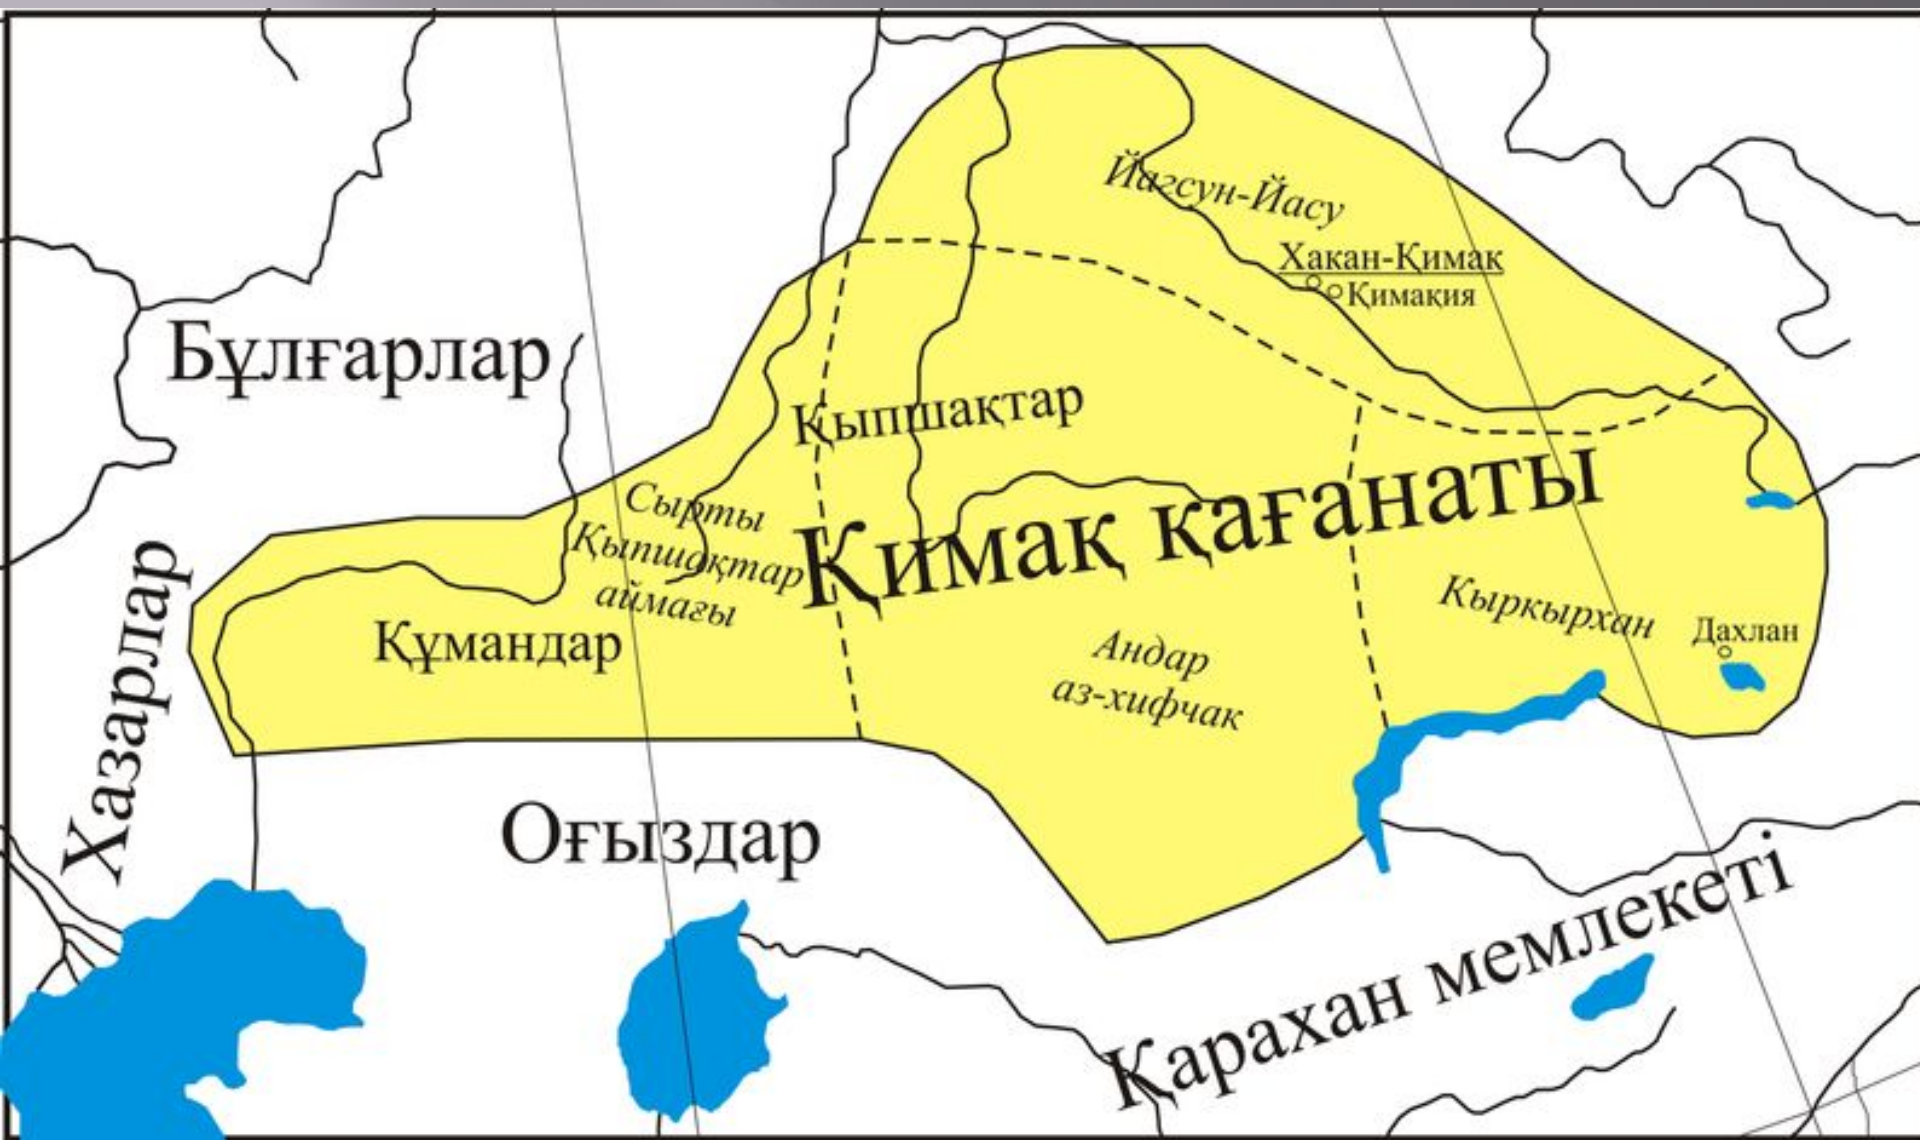 Йагсун-Йасу
Хакан-Қимақ
Қимақия
Бұлғарлар
Қыпшақтар
Қимақ қағанаты
Сырты
Қыпшақтар
аймағы
Хазарлар
Құмандар
Андар
аз-хифчак
Кыркырхан
Дахлан
Оғыздар
Қарахан мемлекеті